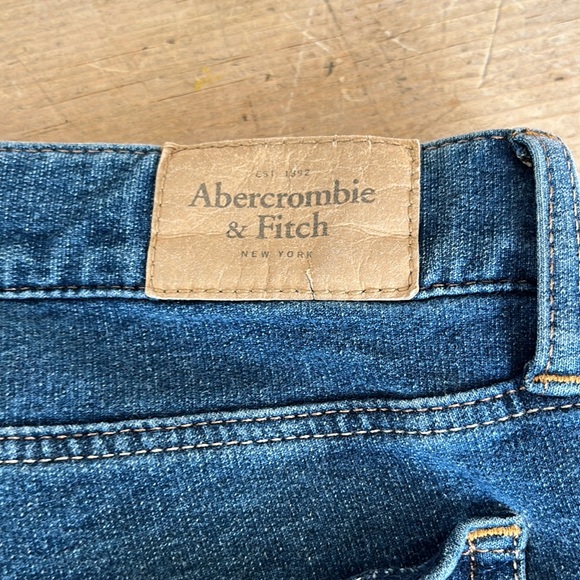 EST. 1892
Abercrombie
& Fitch
NEW YORK